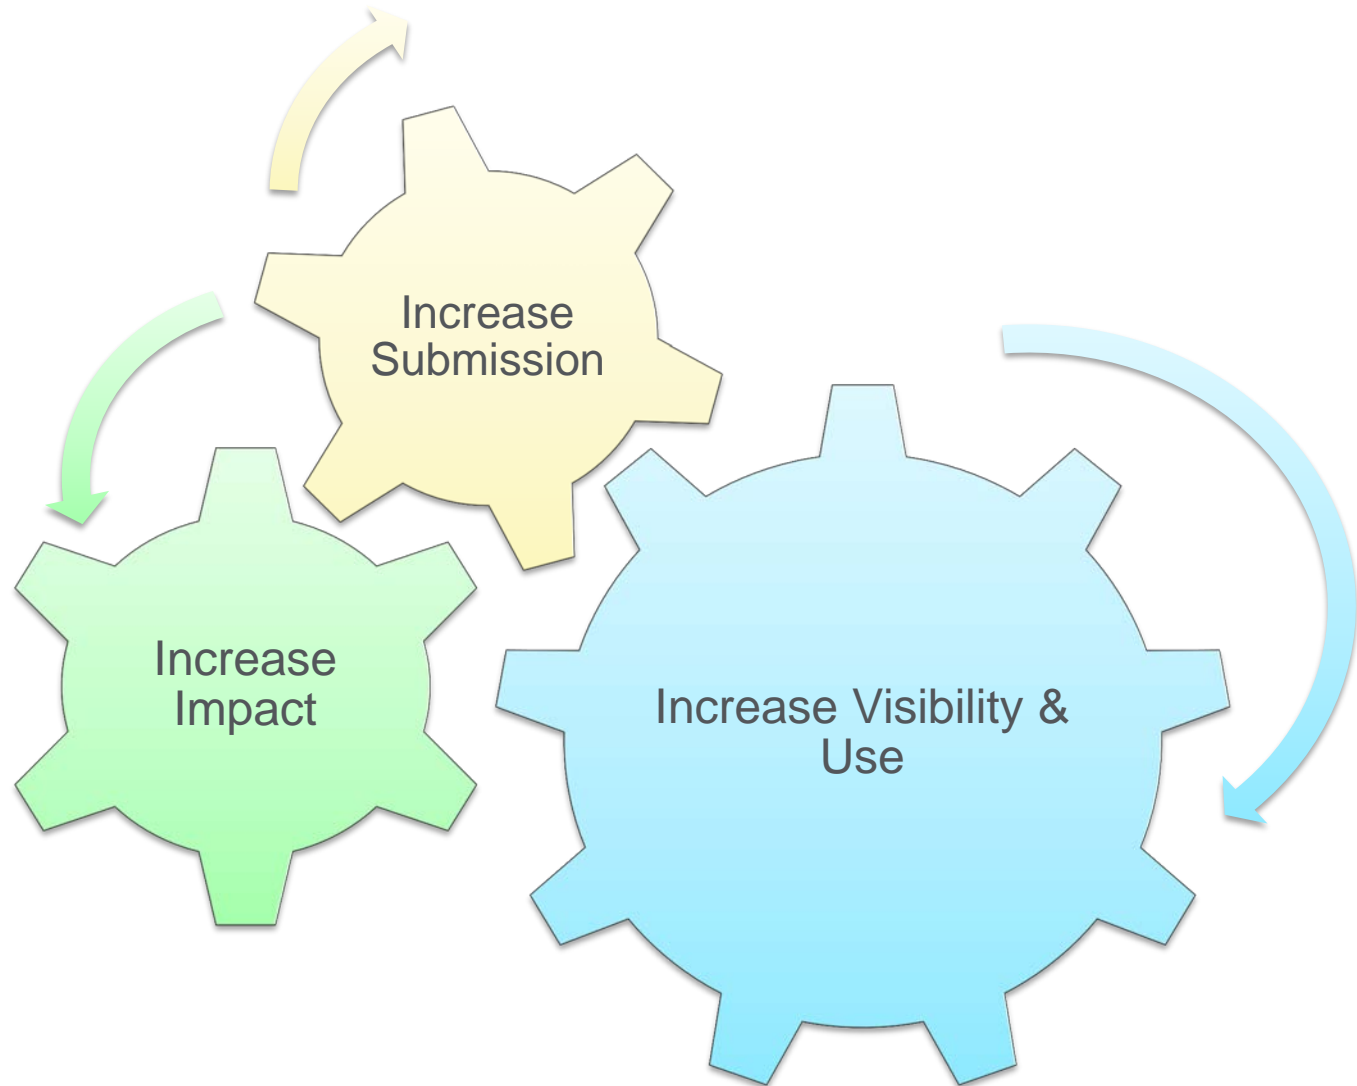 Increase
Submission
Increase
Impact
Increase Visibility &
Use